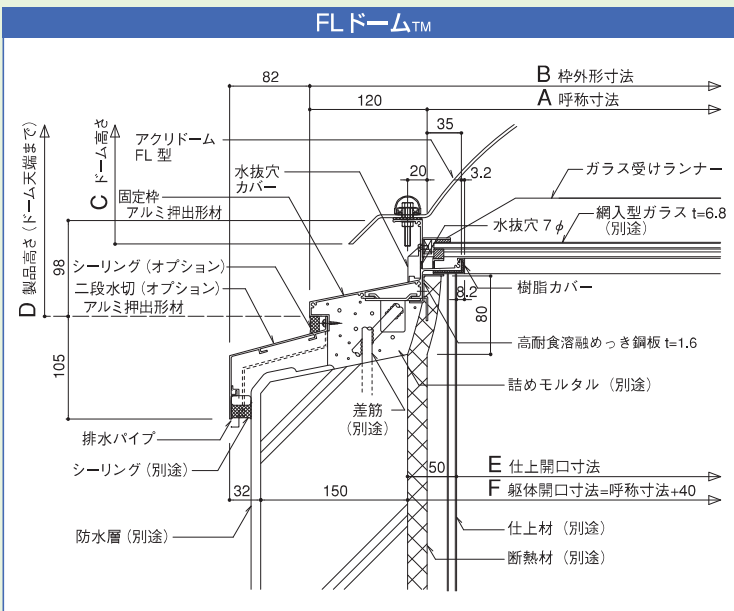 FLドーム™
82
B 枠外形寸法
120
A 呼称寸法
35
アクリドーム
FL型
水抜穴
カバー
20
3.2
ガラス受けランナー
固定枠
アルミ押出形材
水抜穴 7φ
網入型ガラス t=6.8
(別途)
C ドーム高さ
D 製品高さ(ドーム天端まで)
98
105
シーリング(オプション)
二段水切(オプション)
アルミ押出形材
8.2
80
樹脂カバー
高耐食溶融めっき鋼板 t=1.6
詰めモルタル(別途)
差筋
(別途)
排水パイプ
シーリング(別途)
50
E 仕上開口寸法
32
150
F 躯体開口寸法=呼称寸法+40
防水層(別途)
仕上材(別途)
断熱材(別途)